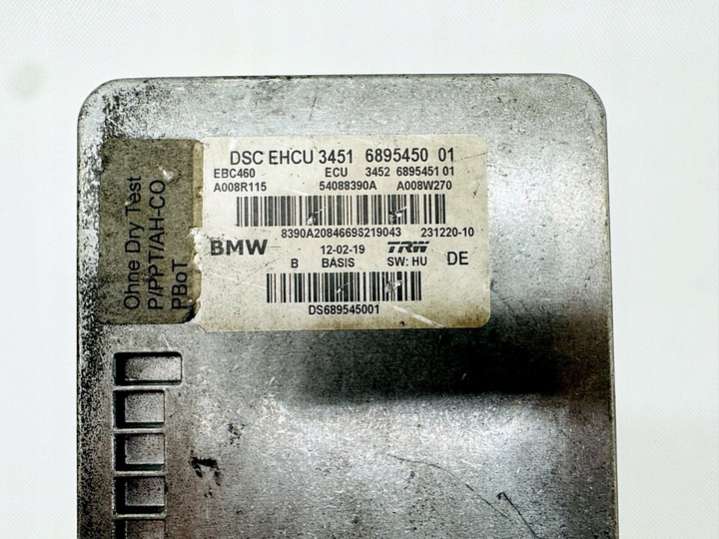 DSC EHCU 3451 6895450 01
EBC460 ECU 3452 6895451 01
A008R115 54088390A A008W270
8390A2084669S219043 231220-10
BMW 12-02-19 TRW
B BASIS SW: HU DE
DS689545001
Ohne Dry Test
P/PPT/AH-CO
PBoT